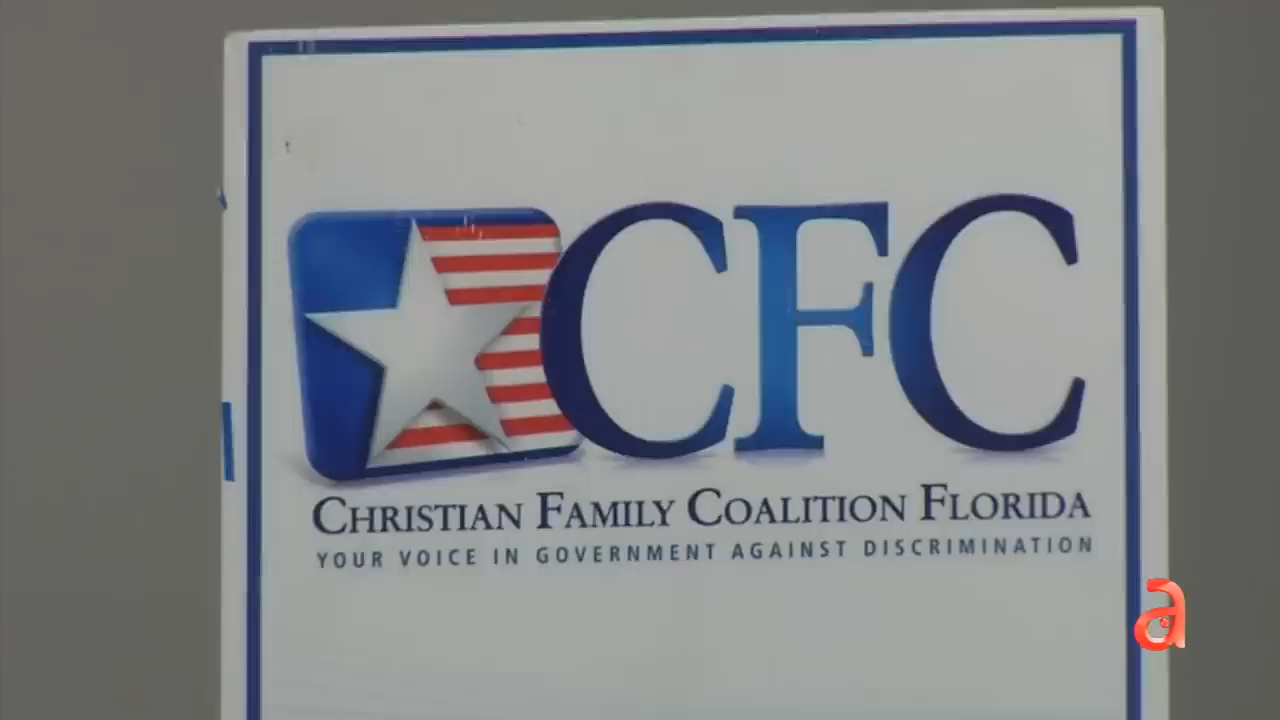 CFC
CHRISTIAN FAMILY COALITION FLORIDA
YOUR VOICE IN GOVERNMENT AGAINST DISCRIMINATION
a